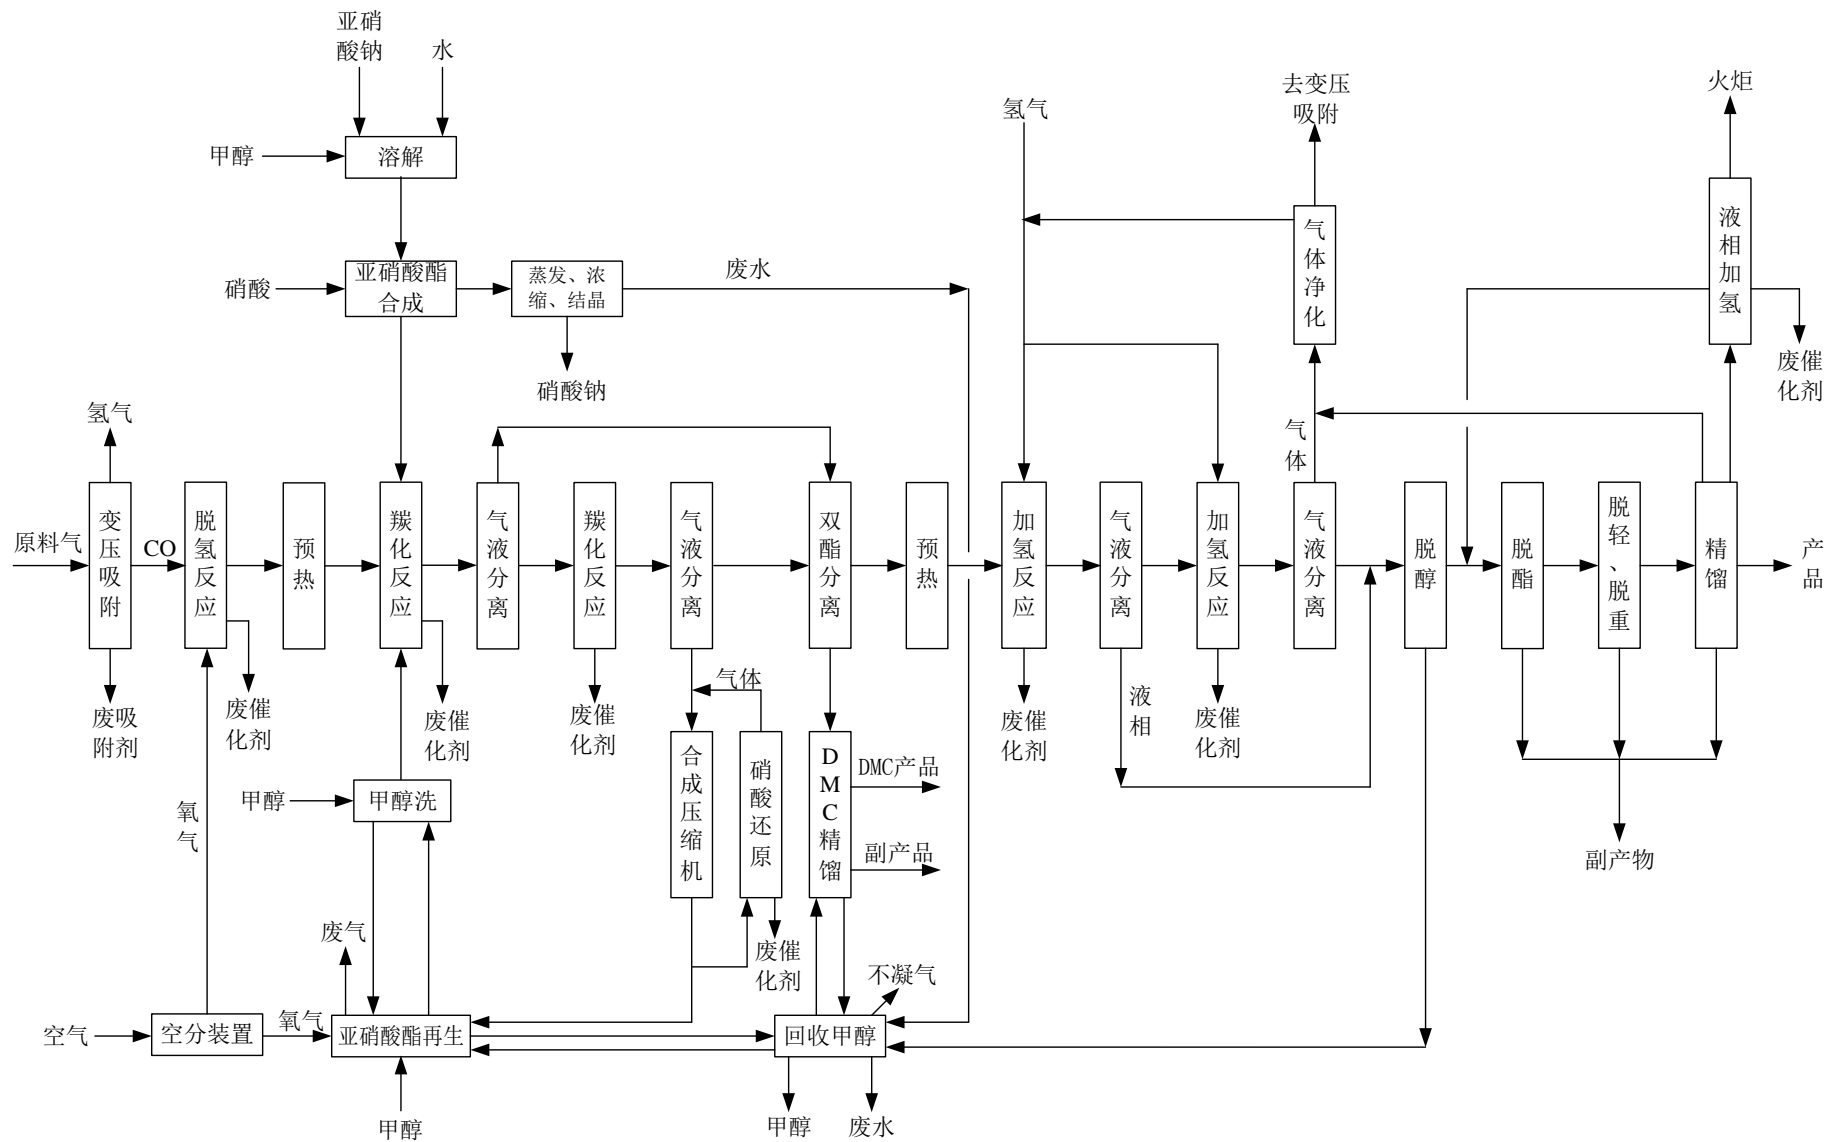 亚硝
酸钠
水
甲醇
溶解
氢气
去变压
吸附
火炬
硝酸
亚硝酸酯
合成
蒸发、浓
缩、结晶
废水
硝酸钠
气体净化
液相加氢
废催
化剂
氢气
气体
原料气
变压吸附
CO
脱氢反应
预热
羰化反应
气液分离
羰化反应
气液分离
双酯分离
预热
加氢反应
气液分离
加氢反应
气液分离
脱醇
脱酯
脱轻、脱重
精馏
产品
废吸
附剂
废催
化剂
废催
化剂
废催
化剂
气体
废催
化剂
液相
废催
化剂
氧气
甲醇
甲醇洗
合成压缩机
硝酸还原
DMC精馏
DMC产品
副产品
副产物
废气
废催
化剂
不凝气
空气
空分装置
氧气
亚硝酸酯再生
回收甲醇
甲醇
甲醇
废水